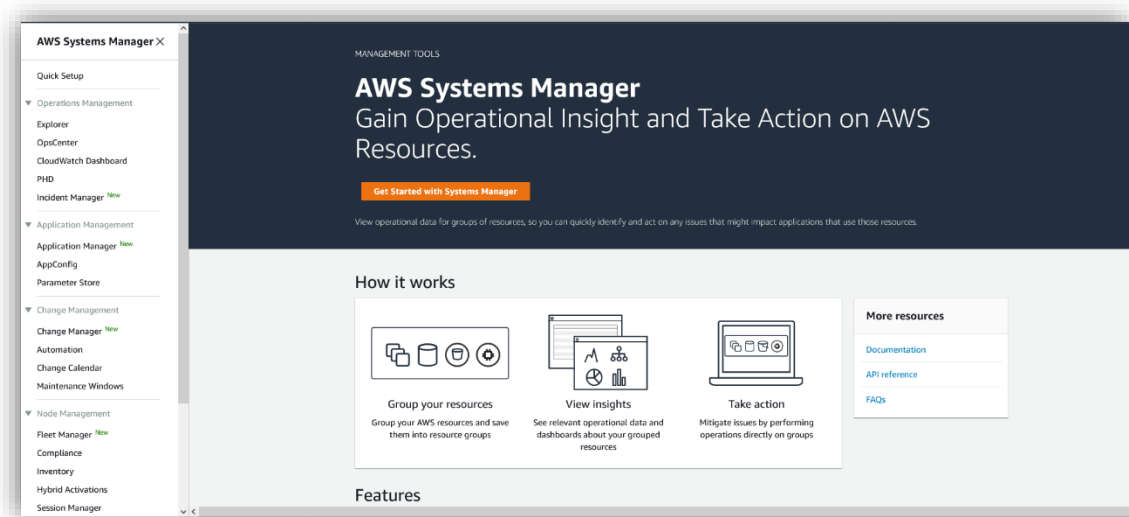 AWS Systems Manager
Quick Setup
Operations Management
Explorer
OpsCenter
CloudWatch Dashboard
PHD
Incident Manager New
Application Management
Application Manager New
AppConfig
Parameter Store
Change Management
Change Manager New
Automation
Change Calendar
Maintenance Windows
Node Management
Fleet Manager New
Compliance
Inventory
Hybrid Activations
Session Manager
MANAGEMENT TOOLS
AWS Systems Manager
Gain Operational Insight and Take Action on AWS
Resources.
Get Started with Systems Manager
View operational data for groups of resources, so you can quickly identify and act on any issues that might impact applications that use those resources.
How it works
Group your resources
Group your AWS resources and save
them into resource groups
View insights
See relevant operational data and
dashboards about your grouped
resources
Take action
Mitigate issues by performing
operations directly on groups
More resources
Documentation
API reference
FAQs
Features